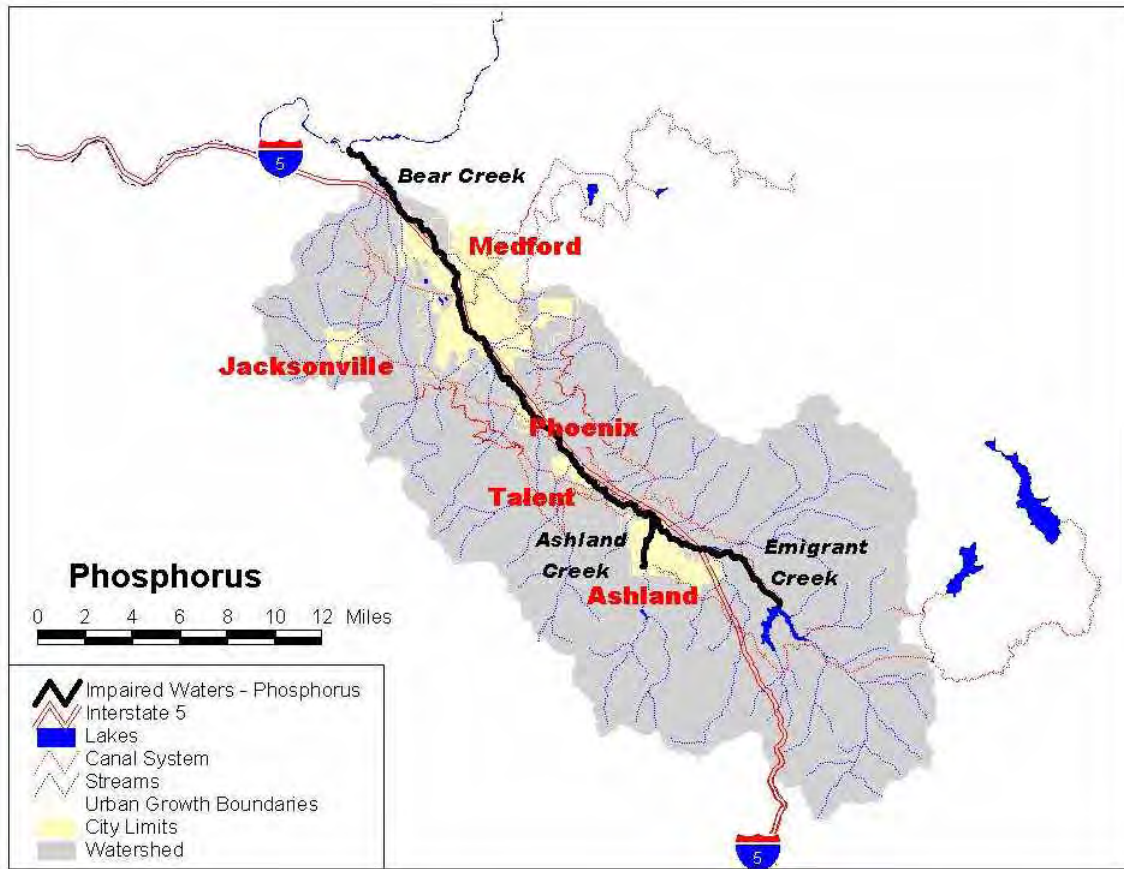 5
Bear Creek
Medford
Jacksonville
Phoenix
Talent
Ashland
Creek
Emigrant
Creek
Ashland
Phosphorus
0 2 4 6 8 10 12 Miles
Impaired Waters - Phosphorus
Interstate 5
Lakes
Canal System
Streams
Urban Growth Boundaries
City Limits
Watershed
5